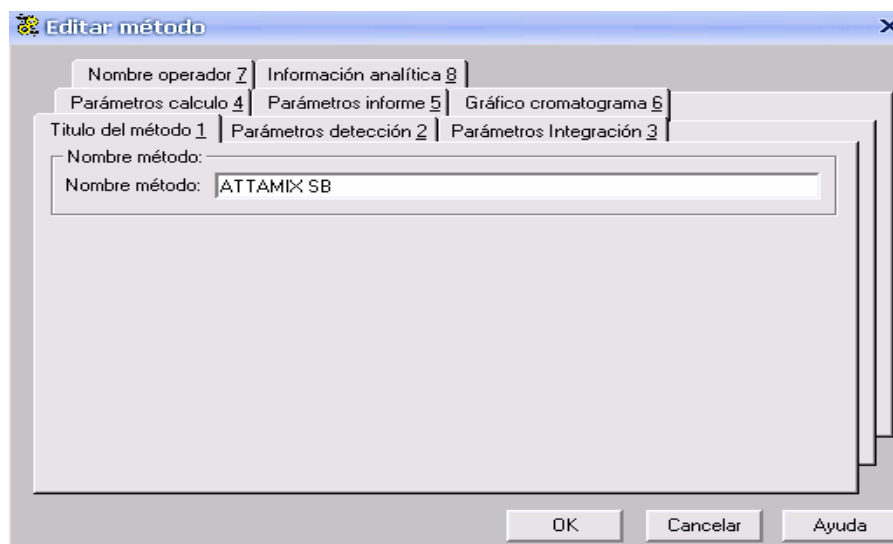 Editar método
Nombre operador 7 Información analítica 8
Parámetros calculo 4 Parámetros informe 5 Gráfico cromatograma 6
Titulo del método 1 Parámetros detección 2 Parámetros Integración 3
Nombre método:
Nombre método: ATTAMIX SB
OK Cancelar Ayuda